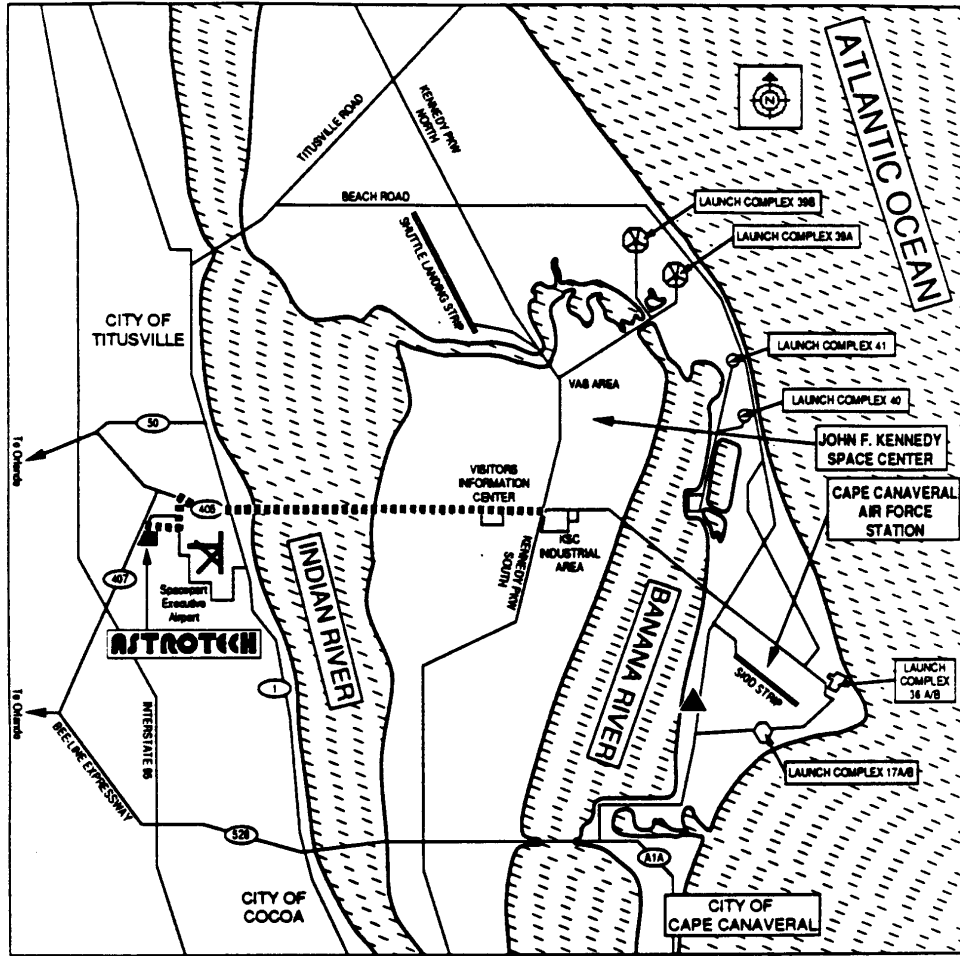 ATLANTIC OCEAN
N
KENNEDY PKW
NORTH
TITUSVILLE ROAD
BEACH ROAD
LAUNCH COMPLEX 39B
LAUNCH COMPLEX 39A
SHUTTLE LANDING STRIP
CITY OF
TITUSVILLE
LAUNCH COMPLEX 41
VAB AREA
LAUNCH COMPLEX 40
50
To Orlando
JOHN F. KENNEDY
SPACE CENTER
VISITORS
INFORMATION
CENTER
CAPE CANAVERAL
AIR FORCE
STATION
405
KSC
INDUSTRIAL
AREA
KENNEDY PKW
SOUTH
INDIAN RIVER
407
Spaceport
Executive
Airport
BANANA RIVER
ASTROTECH
SKID STRIP
LAUNCH
COMPLEX
36 A/B
1
To Orlando
INTERSTATE 95
BEE-LINE EXPRESSWAY
LAUNCH COMPLEX 17A/B
528
A1A
CITY OF
COCOA
CITY OF
CAPE CANAVERAL